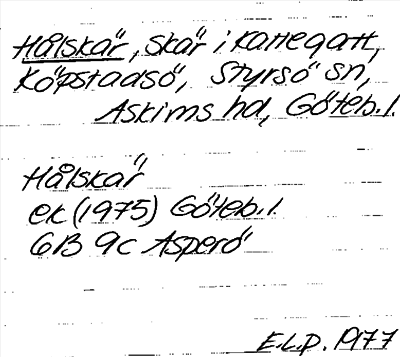 Hålskär, skär i Kattegatt,
Köpstadsö, Styrsö sn,
Askims hd, Göteb. l.
Hålskär
ek (1975) Göteb. l.
6B 9c Asperö
E.L.p. 1977